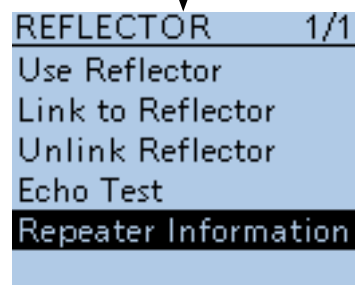 REFLECTOR 1/1
Use Reflector
Link to Reflector
Unlink Reflector
Echo Test
Repeater Information